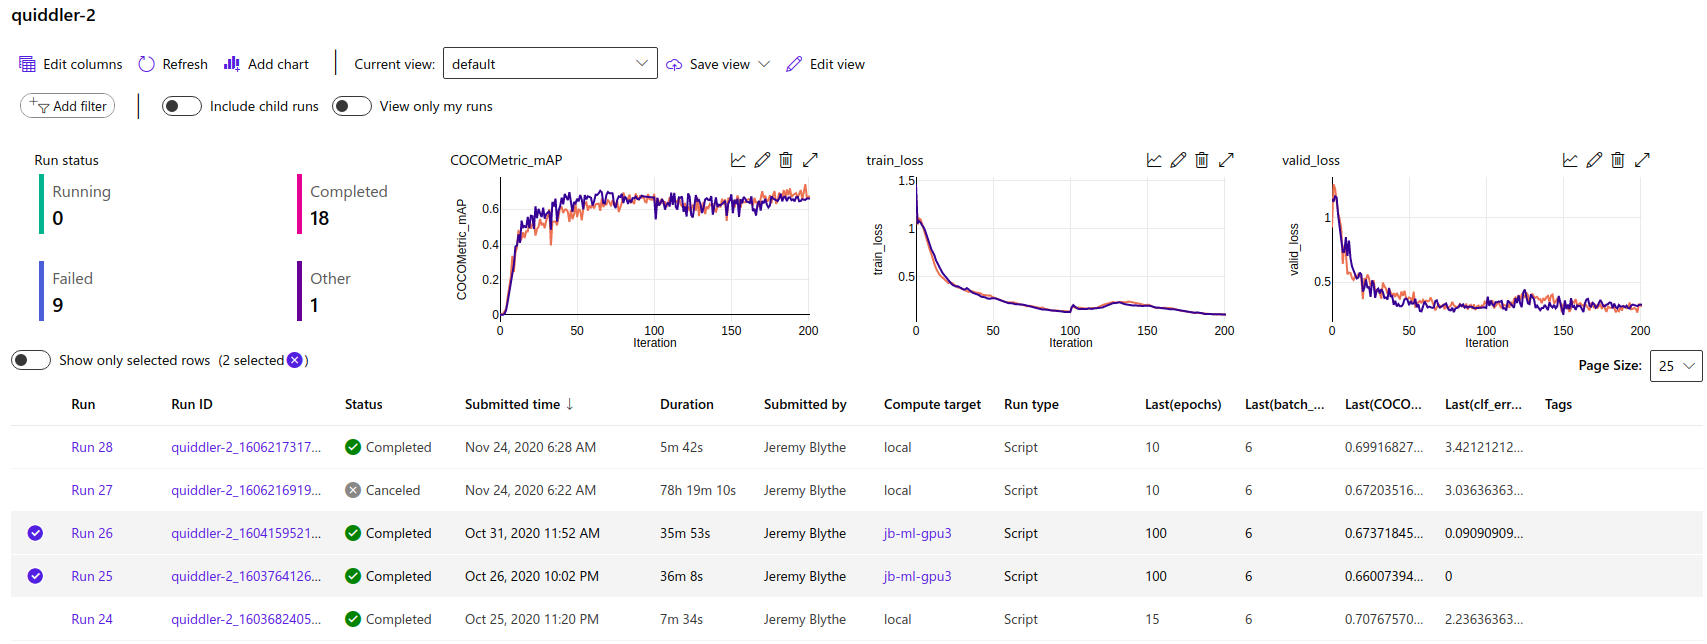 quiddler-2
Edit columns Refresh Add chart Current view: default Save view Edit view
Add filter Include child runs View only my runs
Run status
Running
0
Completed
18
Failed
9
Other
1
COCOMetric_mAP
COCOMetric_mAP
0.6
0.4
0.2
0
0 50 100 150 200
Iteration
train_loss
train_loss
1.5
1
0.5
0 50 100 150 200
Iteration
valid_loss
valid_loss
1
0.5
0 50 100 150 200
Iteration
Show only selected rows (2 selected )
Page Size: 25
Run Run ID Status Submitted time ↓ Duration Submitted by Compute target Run type Last(epochs) Last(batch_... Last(COCO... Last(clf_err... Tags
Run 28 quiddler-2_1606217317... Completed Nov 24, 2020 6:28 AM 5m 42s Jeremy Blythe local Script 10 6 0.69916827... 3.42121212...
Run 27 quiddler-2_1606216919... Canceled Nov 24, 2020 6:22 AM 78h 19m 10s Jeremy Blythe local Script 10 6 0.67203516... 3.03636363...
Run 26 quiddler-2_1604159521... Completed Oct 31, 2020 11:52 AM 35m 53s Jeremy Blythe jb-ml-gpu3 Script 100 6 0.67371845... 0.09090909...
Run 25 quiddler-2_1603764126... Completed Oct 26, 2020 10:02 PM 36m 8s Jeremy Blythe jb-ml-gpu3 Script 100 6 0.66007394... 0
Run 24 quiddler-2_1603682405... Completed Oct 25, 2020 11:20 PM 7m 34s Jeremy Blythe local Script 15 6 0.70767570... 2.23636363...